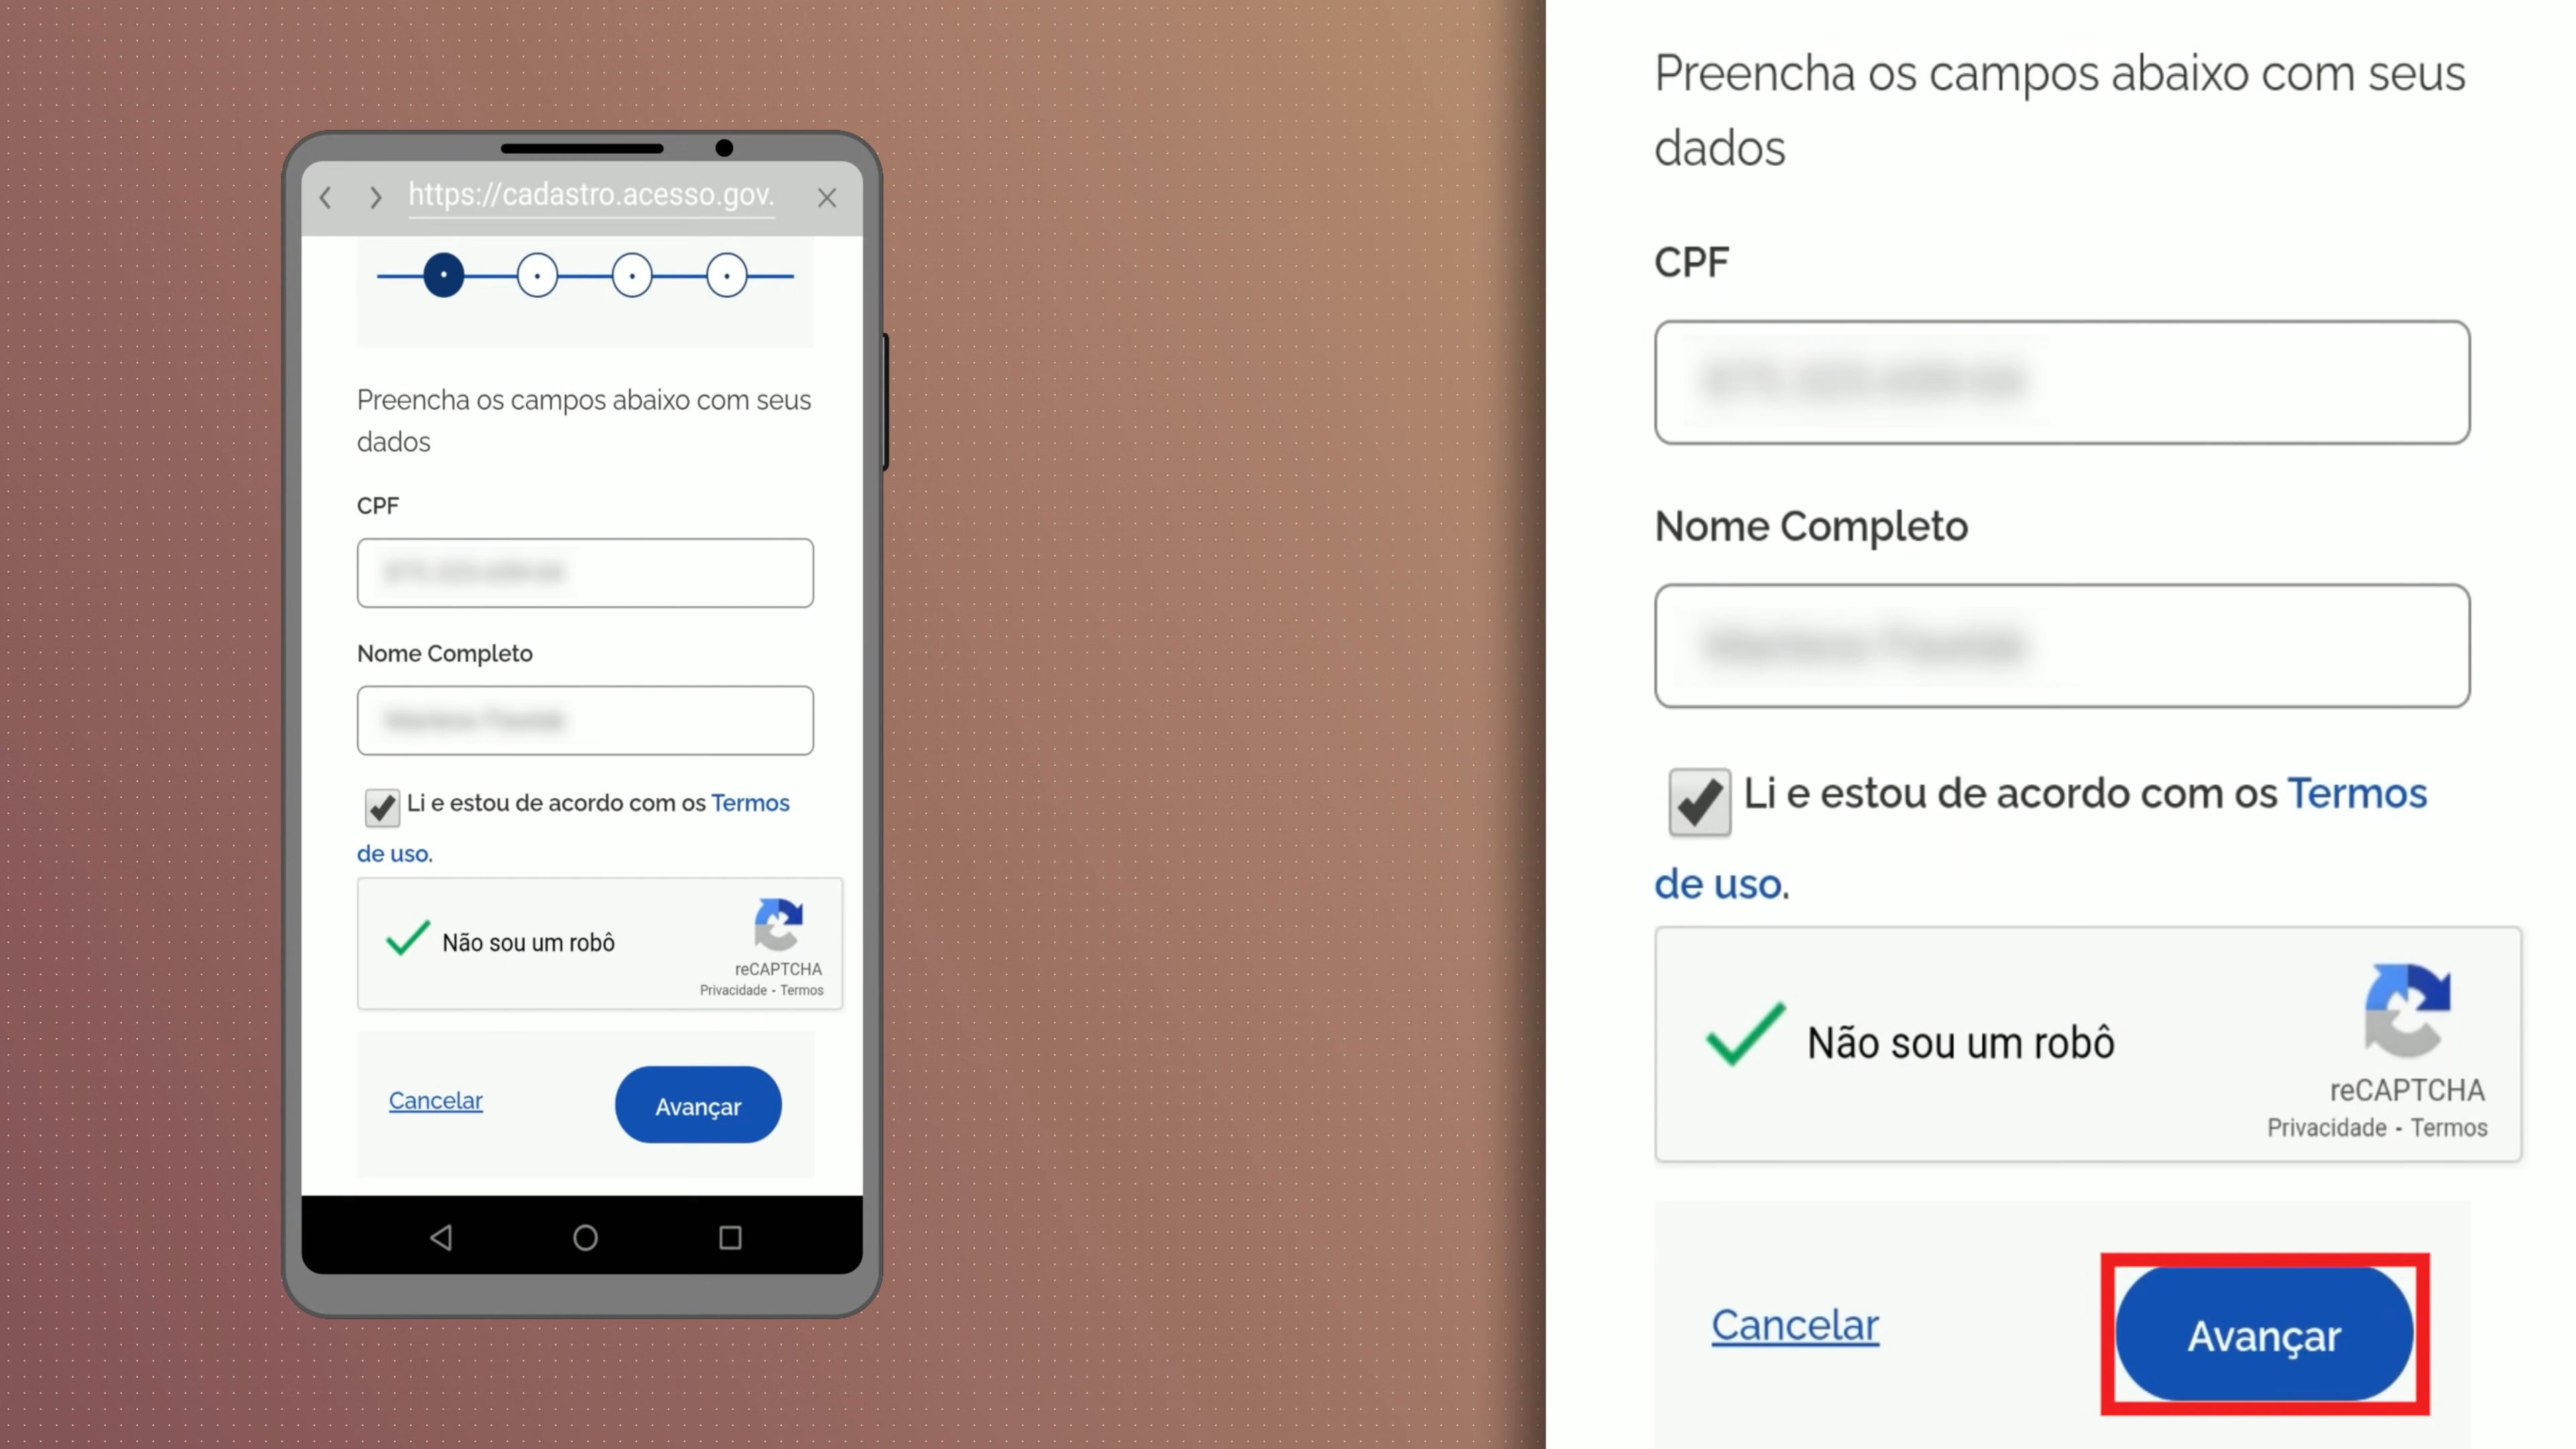 https://cadastro.acesso.gov.
Preencha os campos abaixo com seus
dados
CPF
Nome Completo
Li e estou de acordo com os Termos
de uso.
Não sou um robô
reCAPTCHA
Privacidade - Termos
Cancelar
Avançar
Preencha os campos abaixo com seus
dados
CPF
Nome Completo
Li e estou de acordo com os Termos
de uso.
Não sou um robô
reCAPTCHA
Privacidade - Termos
Cancelar
Avançar